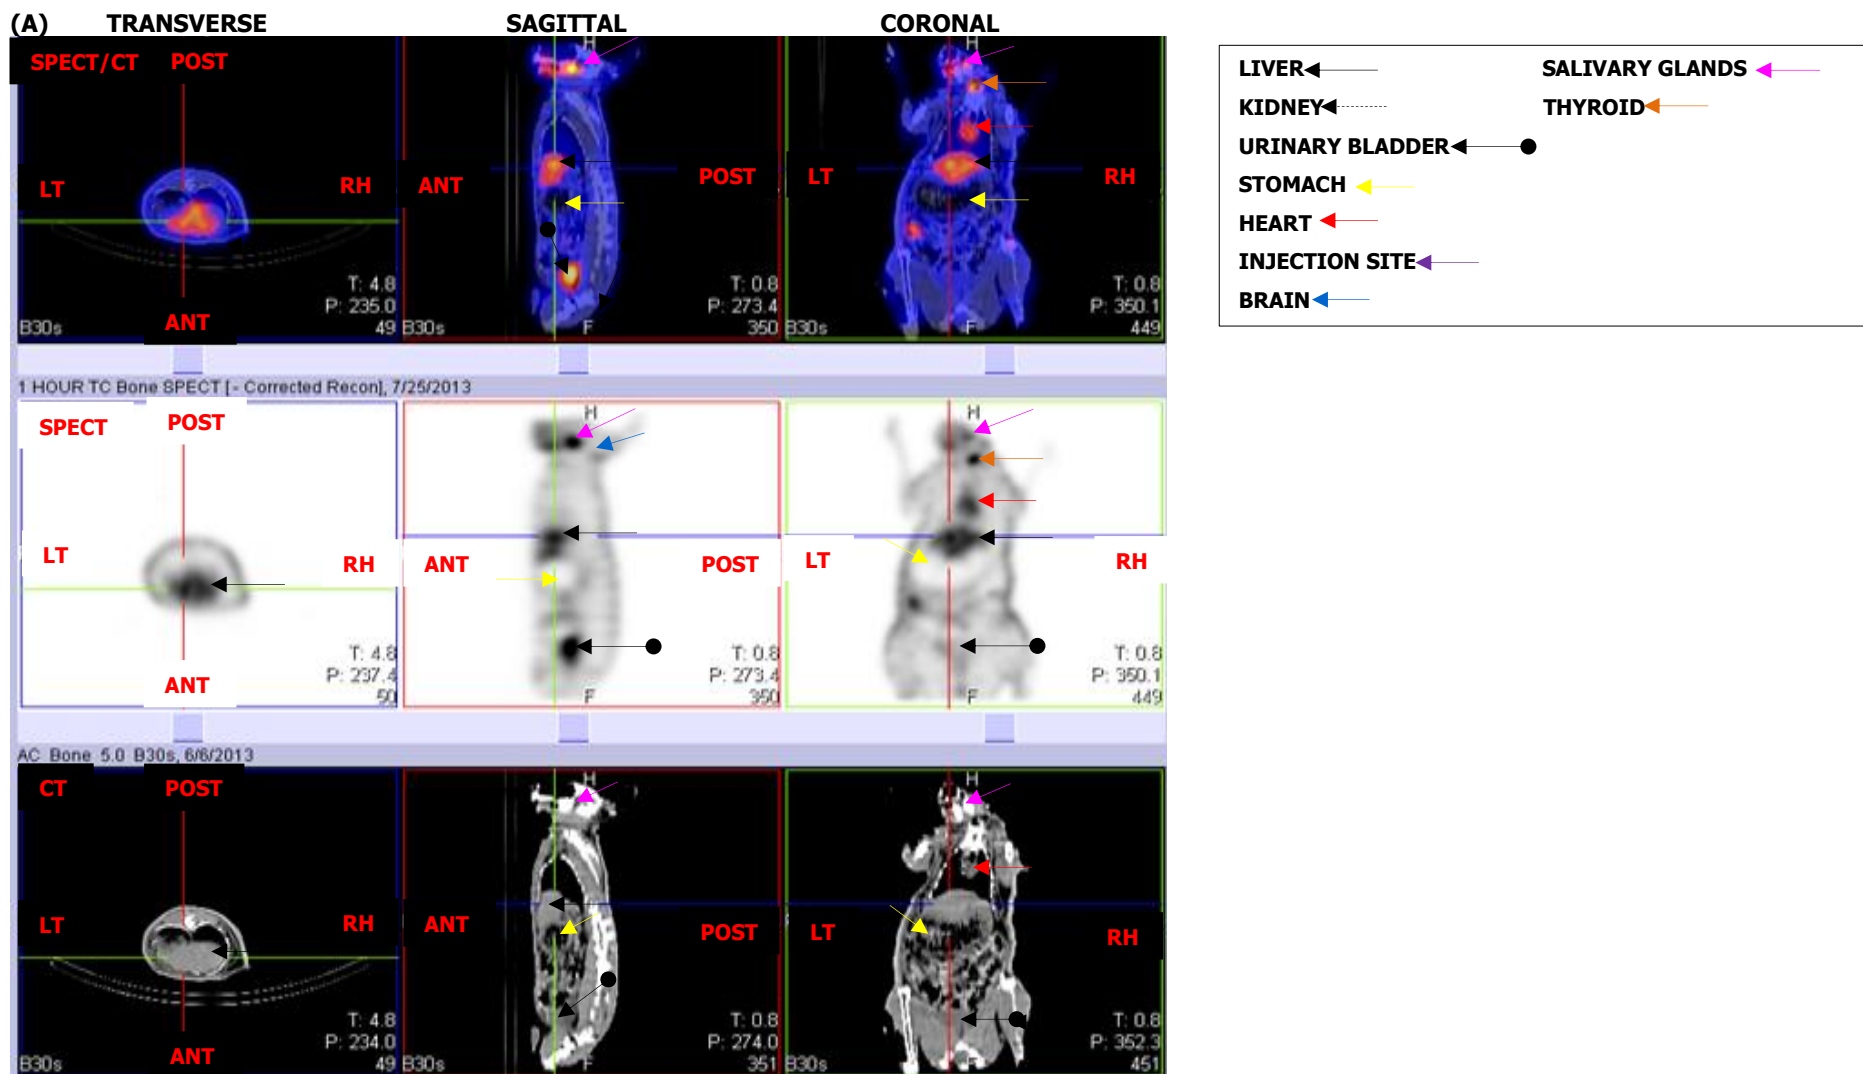 (A) TRANSVERSE SAGITTAL CORONAL
SPECT/CT POST
H H
LT RH ANT POST LT RH
T: 4.8 T: 0.8 T: 0.8
P: 235.0 P: 273.4 P: 350.1
B30s ANT 49 B30s F 350 B30s F 449
LIVER SALIVARY GLANDS
KIDNEY THYROID
URINARY BLADDER
STOMACH
HEART
INJECTION SITE
BRAIN
1 HOUR TC Bone SPECT [ - Corrected Recon], 7/25/2013
SPECT POST
H H
LT RH ANT POST LT RH
T: 4.8 T: 0.8 T: 0.8
P: 237.4 P: 273.4 P: 350.1
ANT 50 F 350 F 449
AC Bone 5.0 B30s, 6/6/2013
CT POST
H H
LT RH ANT POST LT RH
T: 4.8 T: 0.8 T: 0.8
P: 234.0 P: 274.0 P: 352.3
B30s ANT 49 B30s F 351 B30s F 451